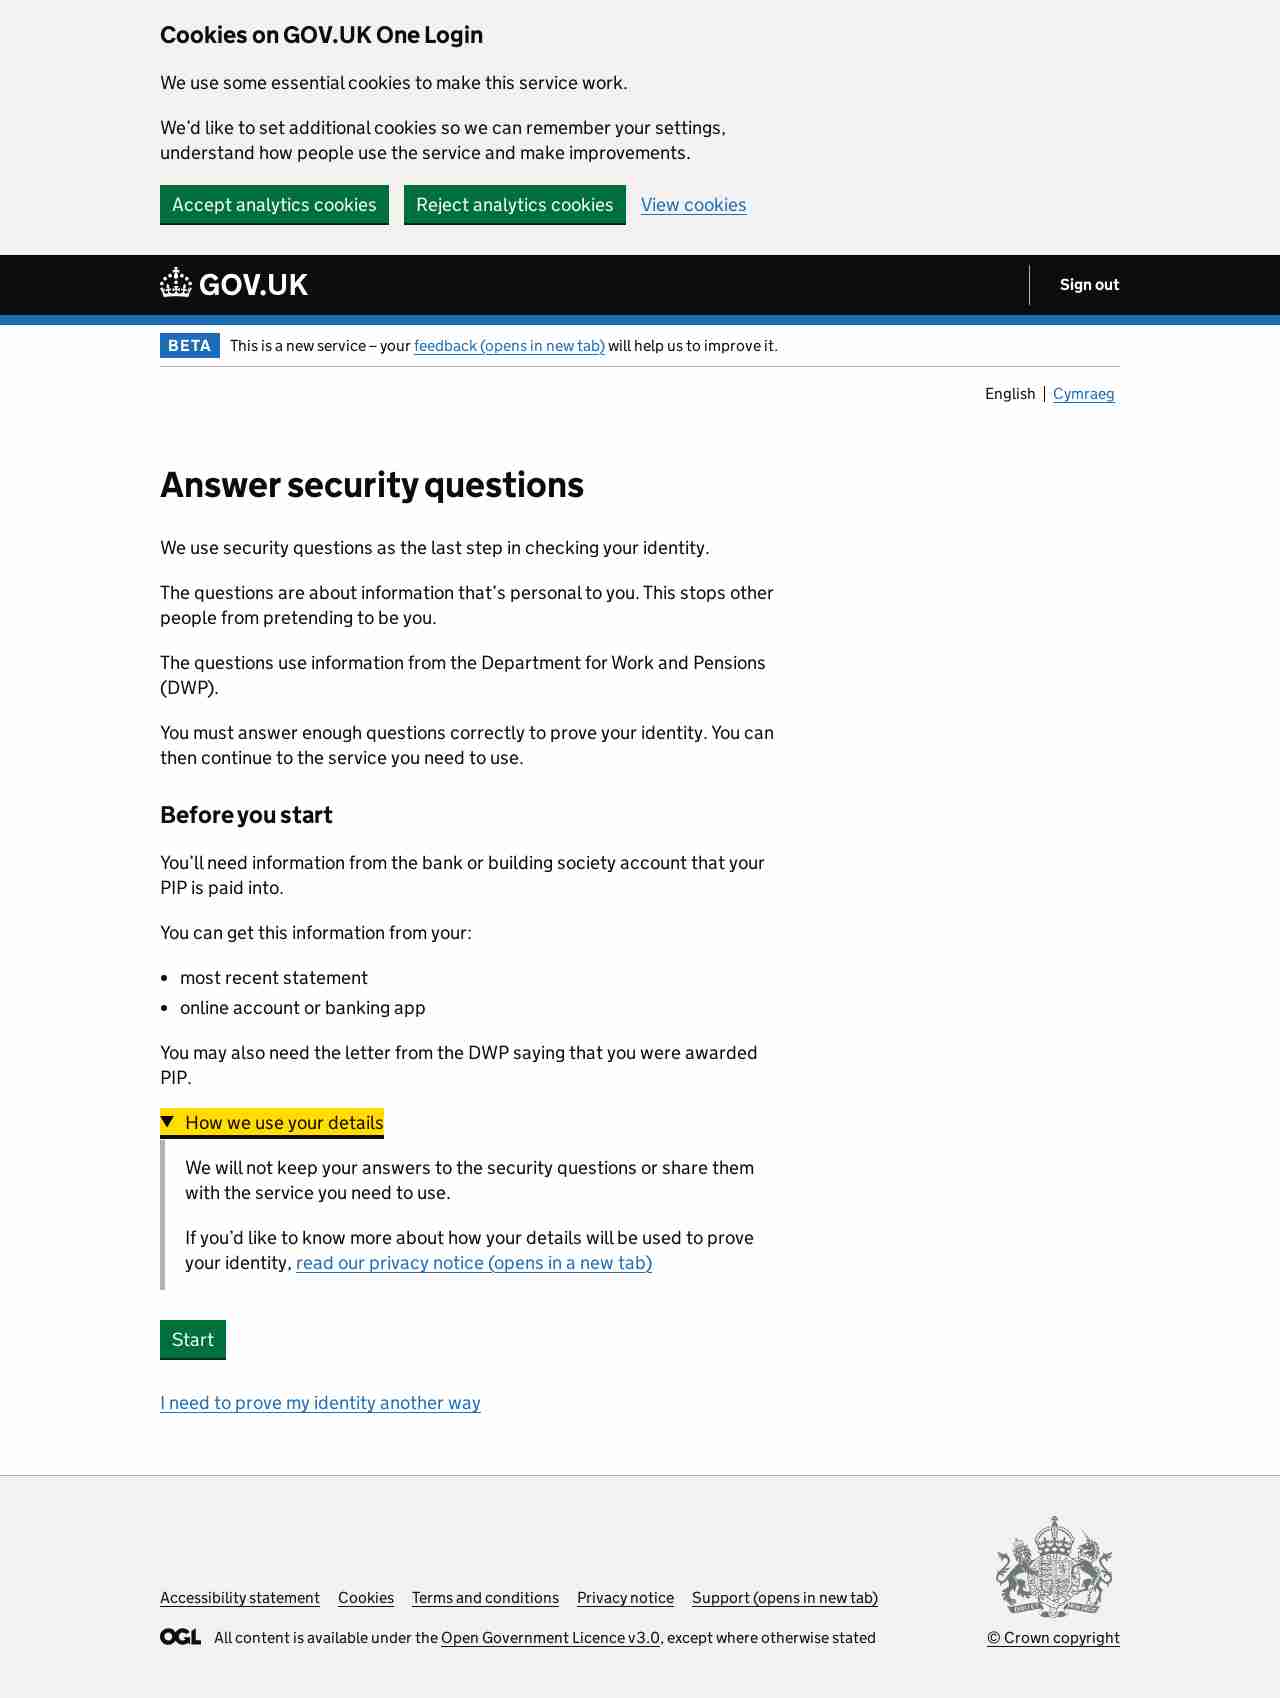 Cookies on GOV.UK One Login
We use some essential cookies to make this service work.
We’d like to set additional cookies so we can remember your settings,
understand how people use the service and make improvements.
Accept analytics cookies Reject analytics cookies View cookies
GOV.UK Sign out
BETA This is a new service – your feedback (opens in new tab) will help us to improve it.
English Cymraeg
Answer security questions
We use security questions as the last step in checking your identity.
The questions are about information that’s personal to you. This stops other
people from pretending to be you.
The questions use information from the Department for Work and Pensions
(DWP).
You must answer enough questions correctly to prove your identity. You can
then continue to the service you need to use.
Before you start
You’ll need information from the bank or building society account that your
PIP is paid into.
You can get this information from your:
• most recent statement
• online account or banking app
You may also need the letter from the DWP saying that you were awarded
PIP.
How we use your details
We will not keep your answers to the security questions or share them
with the service you need to use.
If you’d like to know more about how your details will be used to prove
your identity, read our privacy notice (opens in a new tab)
Start
I need to prove my identity another way
Accessibility statement Cookies Terms and conditions Privacy notice Support (opens in new tab)
OGL All content is available under the Open Government Licence v3.0, except where otherwise stated
© Crown copyright